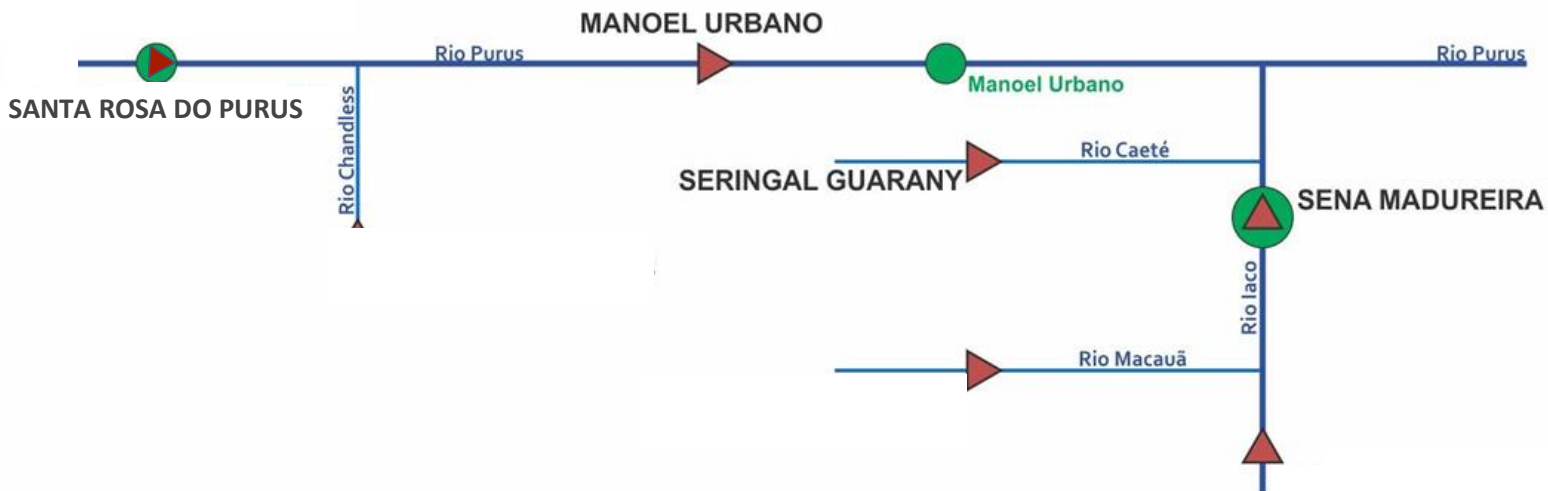 MANOEL URBANO
Rio Purus
Rio Purus
Manoel Urbano
SANTA ROSA DO PURUS
Rio Chandless
Rio Caeté
SERINGAL GUARANY
SENA MADUREIRA
Rio Iaco
Rio Macauã